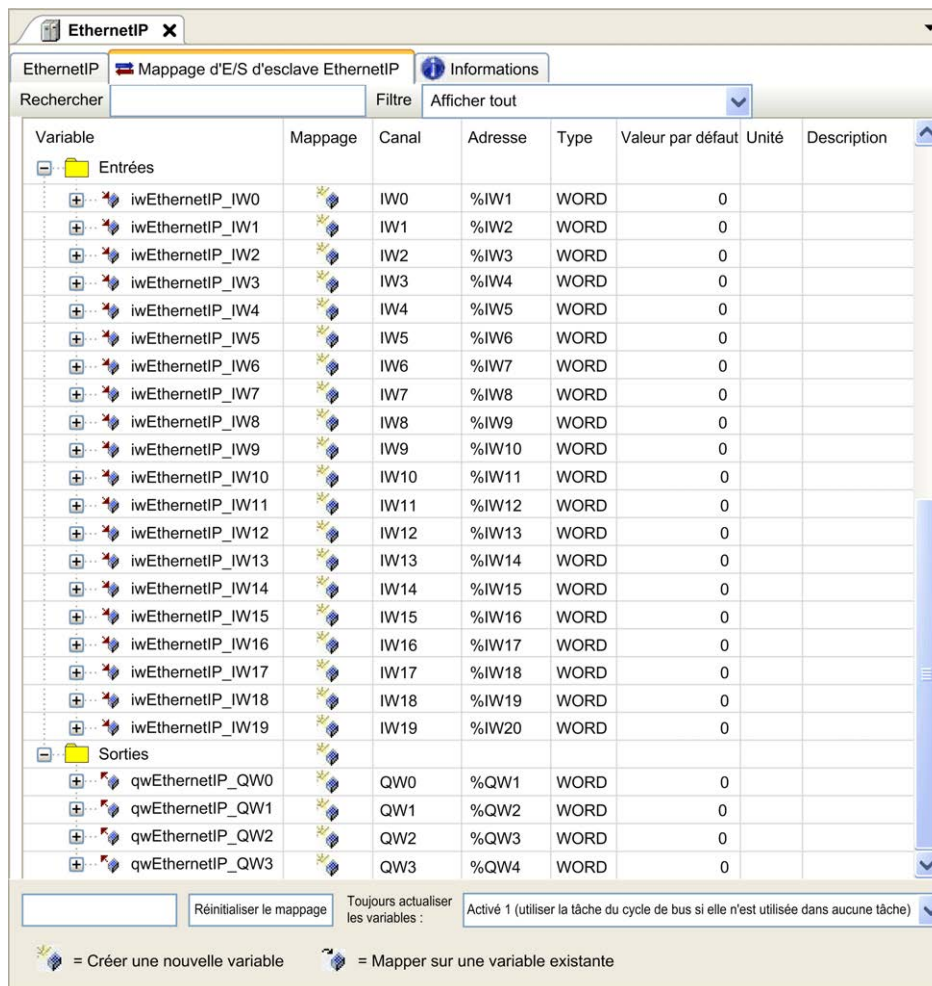 EthernetIP
EthernetIP Mappage d'E/S d'esclave EthernetIP Informations
Rechercher Filtre Afficher tout
Variable Mappage Canal Adresse Type Valeur par défaut Unité Description
Entrées
iwEthernetIP_IW0 IW0 %IW1 WORD 0
iwEthernetIP_IW1 IW1 %IW2 WORD 0
iwEthernetIP_IW2 IW2 %IW3 WORD 0
iwEthernetIP_IW3 IW3 %IW4 WORD 0
iwEthernetIP_IW4 IW4 %IW5 WORD 0
iwEthernetIP_IW5 IW5 %IW6 WORD 0
iwEthernetIP_IW6 IW6 %IW7 WORD 0
iwEthernetIP_IW7 IW7 %IW8 WORD 0
iwEthernetIP_IW8 IW8 %IW9 WORD 0
iwEthernetIP_IW9 IW9 %IW10 WORD 0
iwEthernetIP_IW10 IW10 %IW11 WORD 0
iwEthernetIP_IW11 IW11 %IW12 WORD 0
iwEthernetIP_IW12 IW12 %IW13 WORD 0
iwEthernetIP_IW13 IW13 %IW14 WORD 0
iwEthernetIP_IW14 IW14 %IW15 WORD 0
iwEthernetIP_IW15 IW15 %IW16 WORD 0
iwEthernetIP_IW16 IW16 %IW17 WORD 0
iwEthernetIP_IW17 IW17 %IW18 WORD 0
iwEthernetIP_IW18 IW18 %IW19 WORD 0
iwEthernetIP_IW19 IW19 %IW20 WORD 0
Sorties
qwEthernetIP_QW0 QW0 %QW1 WORD 0
qwEthernetIP_QW1 QW1 %QW2 WORD 0
qwEthernetIP_QW2 QW2 %QW3 WORD 0
qwEthernetIP_QW3 QW3 %QW4 WORD 0
Réinitialiser le mappage Toujours actualiser
les variables : Activé 1 (utiliser la tâche du cycle de bus si elle n'est utilisée dans aucune tâche)
= Créer une nouvelle variable = Mapper sur une variable existante